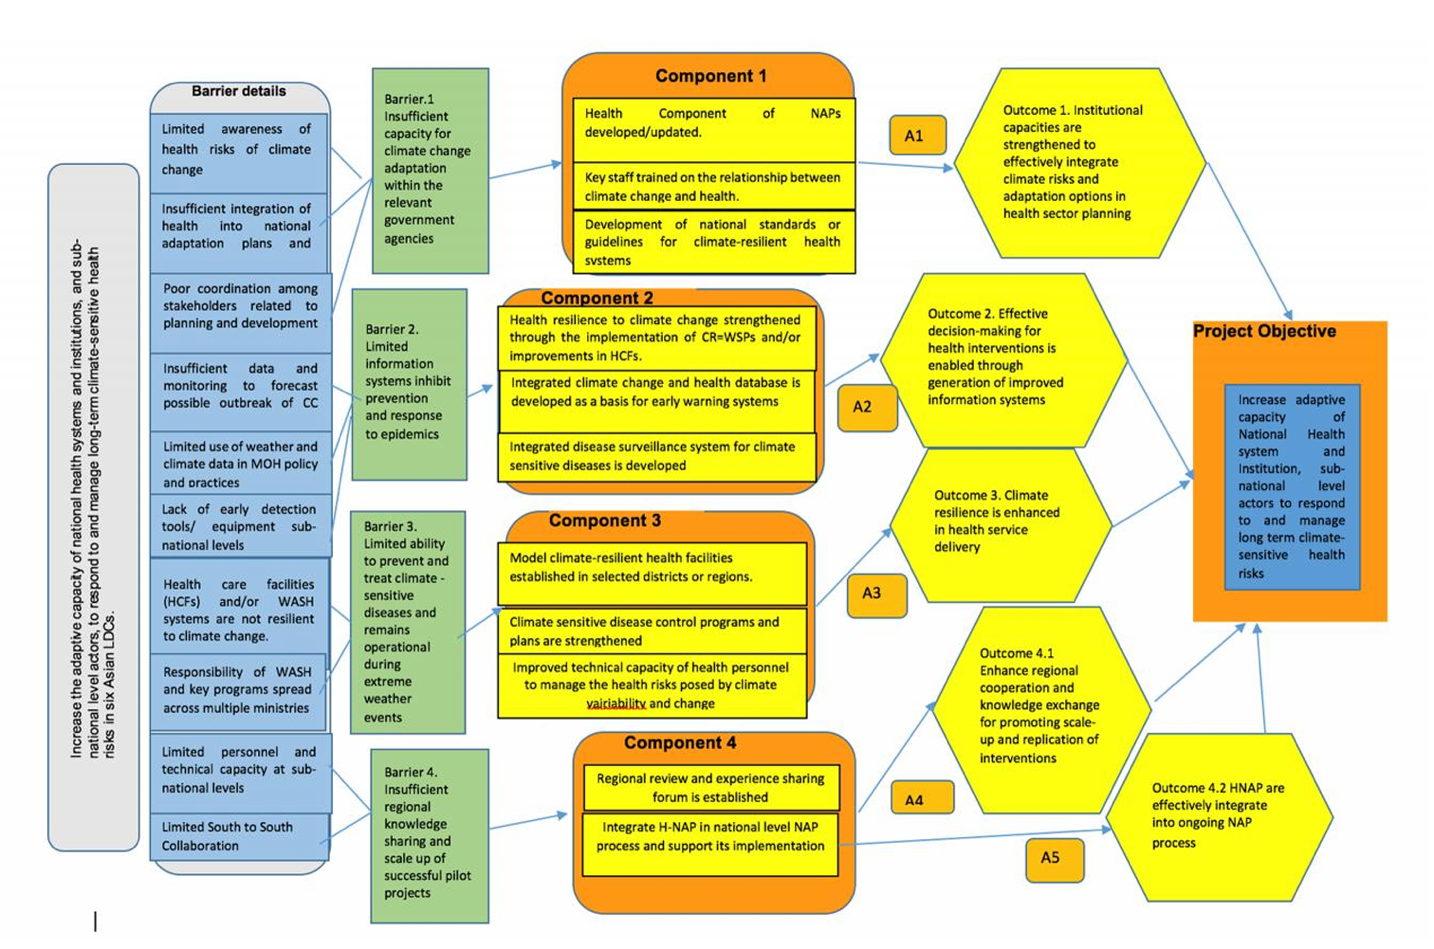 Increase the adaptive capacity of national health systems and institutions, and sub-
national level actors, to respond to and manage long-term climate-sensitive health
risks in six Asian LDCs.
Barrier details
Limited awareness of
health risks of climate
change
Insufficient integration of
health into national
adaptation plans and
Poor coordination among
stakeholders related to
planning and development
Insufficient data and
monitoring to forecast
possible outbreak of CC
Limited use of weather and
climate data in MOH policy
and practices
Lack of early detection
tools/ equipment sub-
national levels
Health care facilities
(HCFs) and/or WASH
systems are not resilient
to climate change.
Responsibility of WASH
and key programs spread
across multiple ministries
Limited personnel and
technical capacity at sub-
national levels
Limited South to South
Collaboration
Barrier.1
Insufficient
capacity for
climate change
adaptation
within the
relevant
government
agencies
Barrier 2.
Limited
information
systems inhibit
prevention
and response
to epidemics
Barrier 3.
Limited ability
to prevent and
treat climate -
sensitive
diseases and
remains
operational
during
extreme
weather
events
Barrier 4.
Insufficient
regional
knowledge
sharing and
scale up of
successful pilot
projects
Component 1
Health Component of NAPs
developed/updated.
Key staff trained on the relationship between
climate change and health.
Development of national standards or
guidelines for climate-resilient health
systems
Component 2
Health resilience to climate change strengthened
through the implementation of CR=WSPs and/or
improvements in HCFs.
Integrated climate change and health database is
developed as a basis for early warning systems
Integrated disease surveillance system for climate
sensitive diseases is developed
Component 3
Model climate-resilient health facilities
established in selected districts or regions.
Climate sensitive disease control programs and
plans are strengthened
Improved technical capacity of health personnel
to manage the health risks posed by climate
vairiability and change
Component 4
Regional review and experience sharing
forum is established
Integrate H-NAP in national level NAP
process and support its implementation
A1
A2
A3
A4
A5
Outcome 1. Institutional
capacities are
strengthened to
effectively integrate
climate risks and
adaptation options in
health sector planning
Outcome 2. Effective
decision-making for
health interventions is
enabled through
generation of improved
information systems
Outcome 3. Climate
resilience is enhanced
in health service
delivery
Outcome 4.1
Enhance regional
cooperation and
knowledge exchange
for promoting scale-
up and replication of
interventions
Outcome 4.2 HNAP are
effectively integrate
into ongoing NAP
process
Project Objective
Increase adaptive
capacity of
National Health
system and
Institution, sub-
national level
actors to respond
to and manage
long term climate-
sensitive health
risks